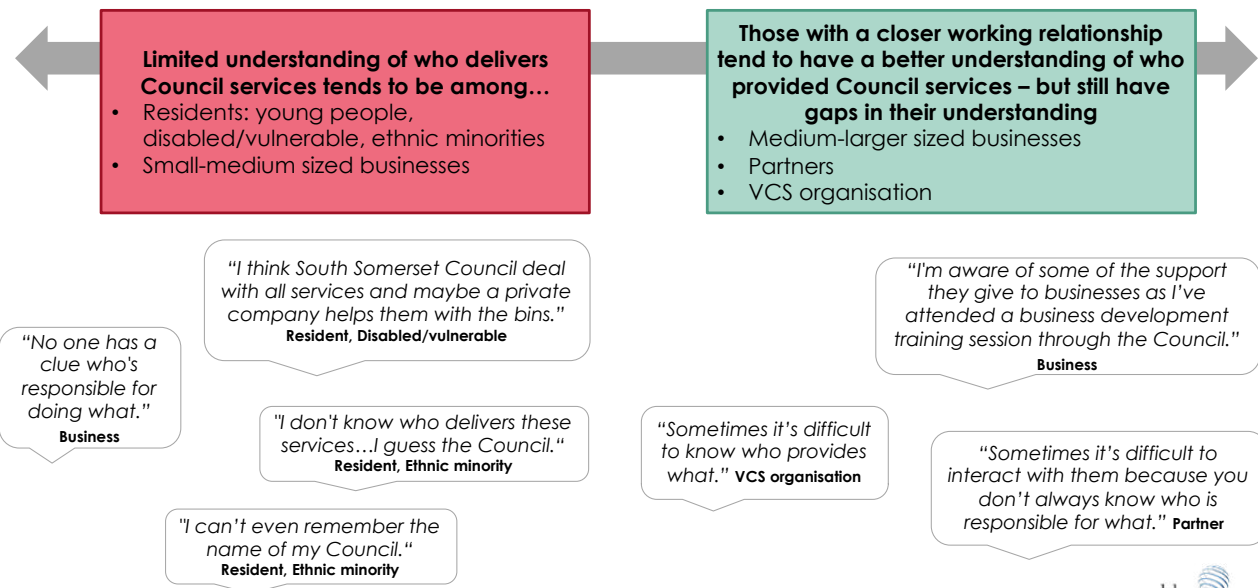 Limited understanding of who delivers
Council services tends to be among…
• Residents: young people,
disabled/vulnerable, ethnic minorities
• Small-medium sized businesses
Those with a closer working relationship
tend to have a better understanding of who
provided Council services – but still have
gaps in their understanding
• Medium-larger sized businesses
• Partners
• VCS organisation
“I think South Somerset Council deal
with all services and maybe a private
company helps them with the bins.”
Resident, Disabled/vulnerable
“No one has a
clue who's
responsible for
doing what.”
Business
"I don't know who delivers these
services…I guess the Council.“
Resident, Ethnic minority
"I can’t even remember the
name of my Council.“
Resident, Ethnic minority
“I'm aware of some of the support
they give to businesses as I’ve
attended a business development
training session through the Council.”
Business
“Sometimes it’s difficult
to know who provides
what.” VCS organisation
“Sometimes it’s difficult to
interact with them because you
don’t always know who is
responsible for what.” Partner